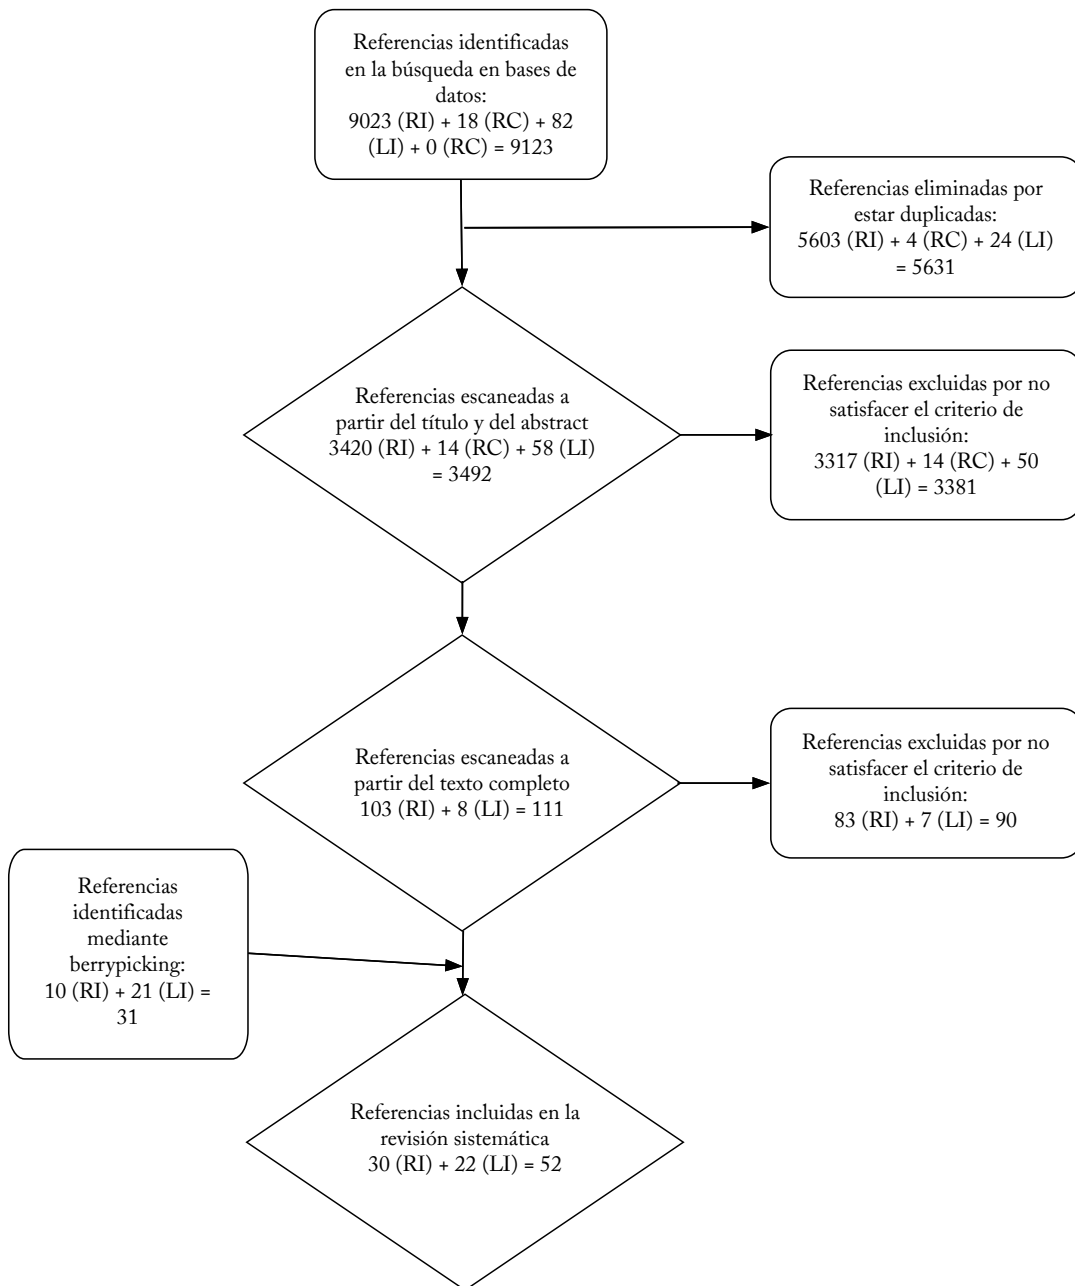 Referencias identificadas
en la búsqueda en bases de
datos:
9023 (RI) + 18 (RC) + 82
(LI) + 0 (RC) = 9123
Referencias eliminadas por
estar duplicadas:
5603 (RI) + 4 (RC) + 24 (LI)
= 5631
Referencias escaneadas a
partir del título y del abstract
3420 (RI) + 14 (RC) + 58 (LI)
= 3492
Referencias excluidas por no
satisfacer el criterio de
inclusión:
3317 (RI) + 14 (RC) + 50
(LI) = 3381
Referencias escaneadas a
partir del texto completo
103 (RI) + 8 (LI) = 111
Referencias excluidas por no
satisfacer el criterio de
inclusión:
83 (RI) + 7 (LI) = 90
Referencias
identificadas
mediante
berrypicking:
10 (RI) + 21 (LI) =
31
Referencias incluidas en la
revisión sistemática
30 (RI) + 22 (LI) = 52